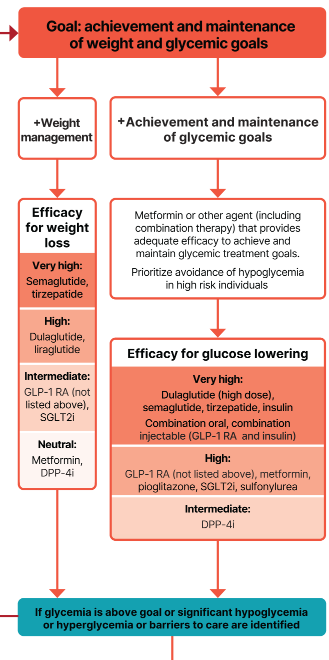 Goal: achievement and maintenance
of weight and glycemic goals
+Weight
management
+Achievement and maintenance
of glycemic goals
Efficacy
for weight
loss
Very high:
Semaglutide,
tirzepatide
High:
Dulaglutide,
liraglutide
Intermediate:
GLP-1 RA (not
listed above),
SGLT2i
Neutral:
Metformin,
DPP-4i
Metformin or other agent (including
combination therapy) that provides
adequate efficacy to achieve and
maintain glycemic treatment goals.
Prioritize avoidance of hypoglycemia
in high risk individuals
Efficacy for glucose lowering
Very high:
Dulaglutide (high dose),
semaglutide, tirzepatide, insulin
Combination oral, combination
injectable (GLP-1 RA and insulin)
High:
GLP-1 RA (not listed above), metformin,
pioglitazone, SGLT2i, sulfonylurea
Intermediate:
DPP-4i
If glycemia is above goal or significant hypoglycemia
or hyperglycemia or barriers to care are identified